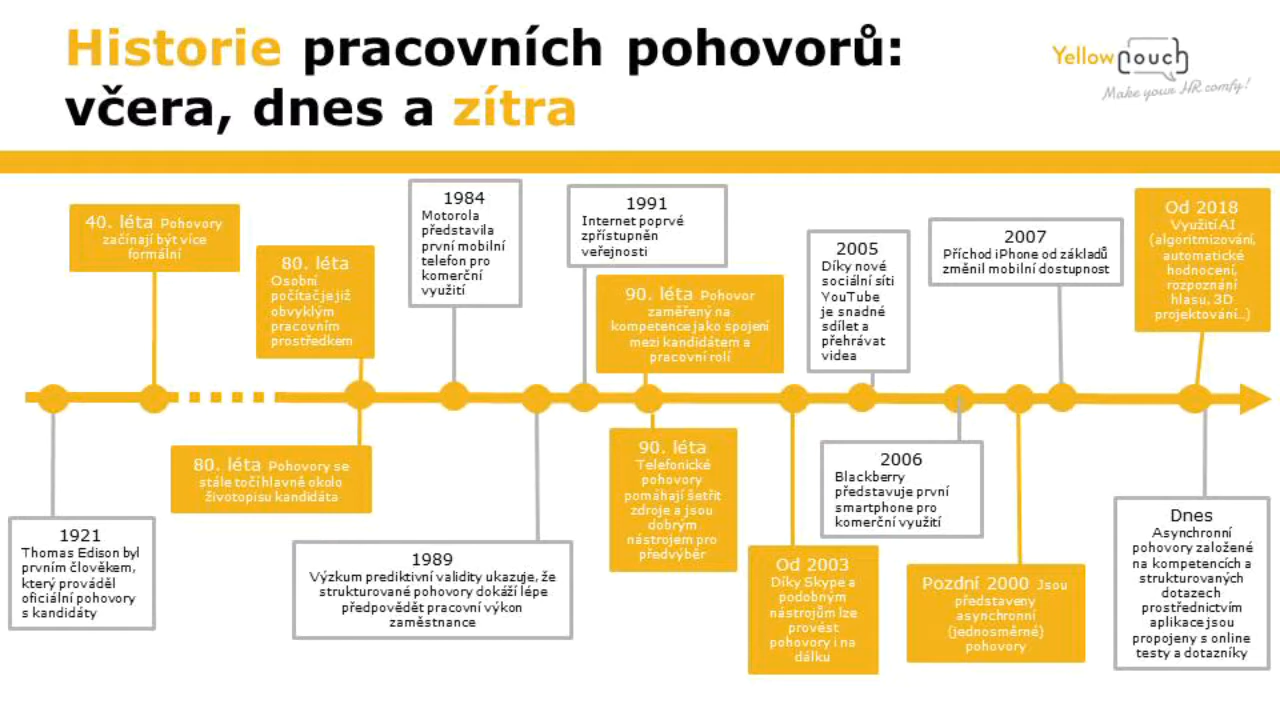 Historie pracovních pohovorů:
včera, dnes a zítra
Yellow Couch
Make your HR comfy!
40. léta Pohovory
začínají být více
formální
80. léta
Osobní
počítač je již
obvyklým
pracovním
prostředkem
1984
Motorola
představila
první mobilní
telefon pro
komerční
využití
1991
Internet poprvé
zpřístupněn
veřejnosti
90. léta Pohovor
zaměřený na
kompetence jako spojení
mezi kandidátem a
pracovní rolí
2005
Díky nové
sociální síti
YouTube
je snadné
sdílet a
přehrávat
videa
2007
Příchod iPhone od základů
změnil mobilní dostupnost
Od 2018
Využití AI
(algoritmizování,
automatické
hodnocení,
rozpoznání
hlasu, 3D
projektování…)
1921
Thomas Edison byl
prvním člověkem,
který prováděl
oficiální pohovory
s kandidáty
80. léta Pohovory se
stále točí hlavně okolo
životopisu kandidáta
1989
Výzkum prediktivní validity ukazuje, že
strukturované pohovory dokáží lépe
předpovědět pracovní výkon
zaměstnance
90. léta
Telefonické
pohovory
pomáhají šetřit
zdroje a jsou
dobrým
nástrojem pro
předvýběr
Od 2003
Díky Skype a
podobným
nástrojům lze
provést
pohovory i na
dálku
2006
Blackberry
představuje první
smartphone pro
komerční využití
Pozdní 2000 Jsou
představeny
asynchronní
(jednosměrné)
pohovory
Dnes
Asynchronní
pohovory založené
na kompetencích a
strukturovaných
dotazech
prostřednictvím
aplikace jsou
propojeny s online
testy a dotazníky